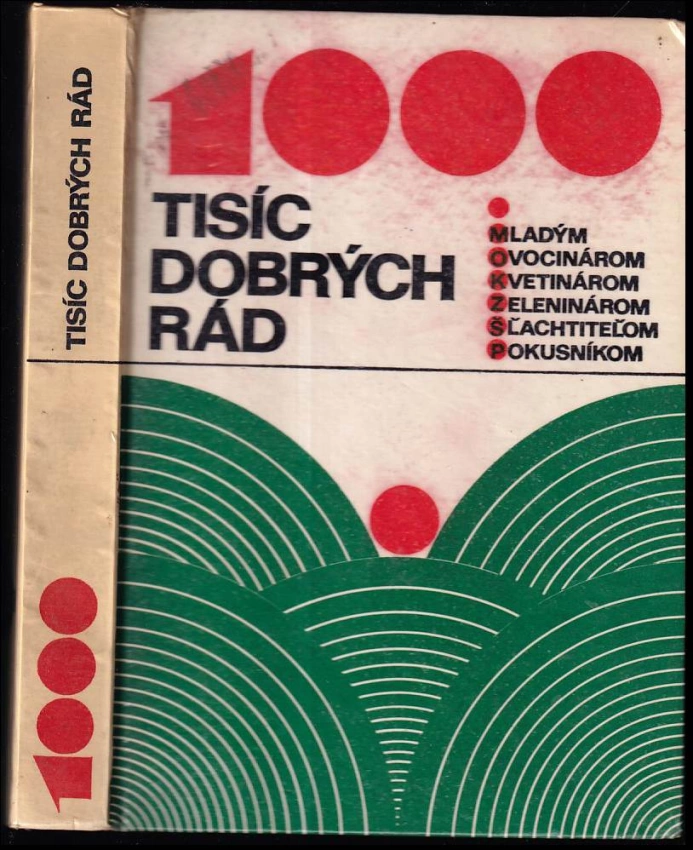 TISÍC DOBRÝCH RÁD
1000
1000
TISÍC
DOBRÝCH
RÁD
MLADÝM
OVOCINÁROM
KVETINÁROM
ZELENINÁROM
ŠĽACHTITEĽOM
POKUSNÍKOM